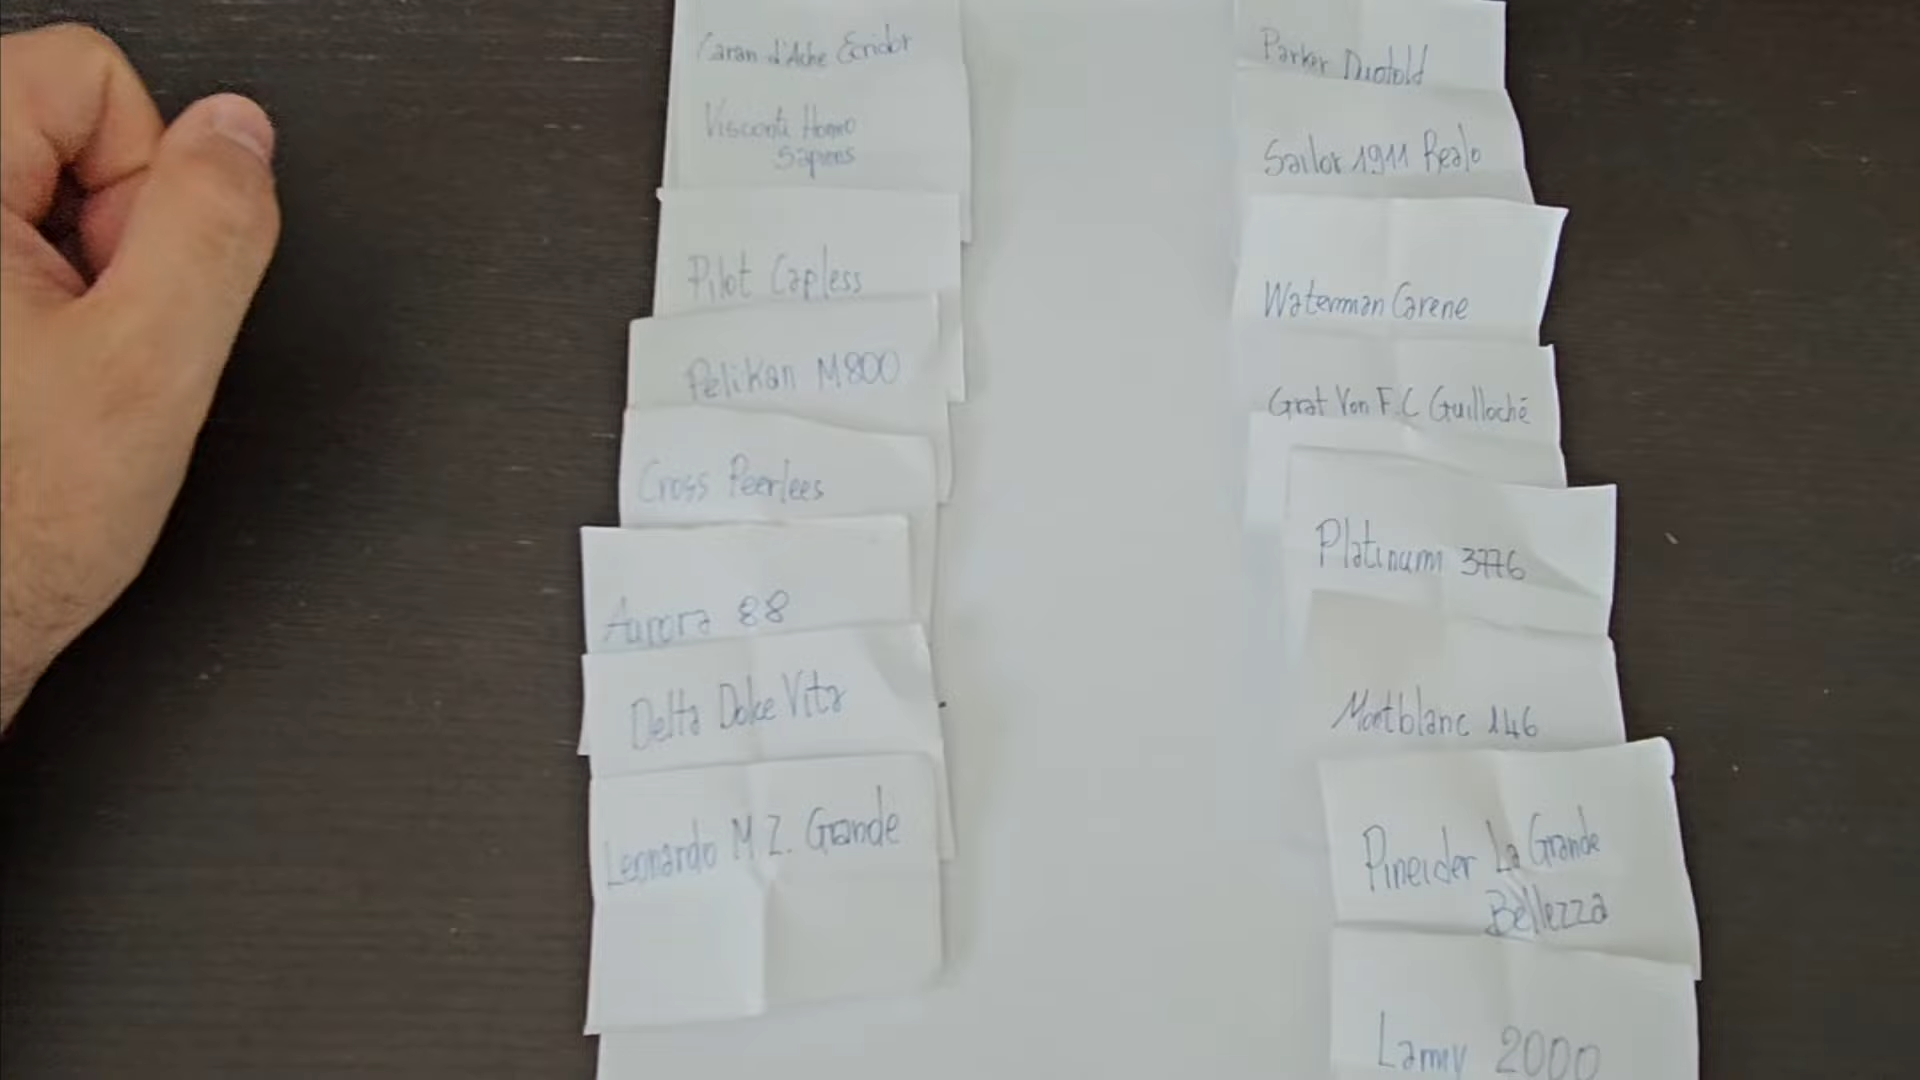 Caran d'Ache Ecridor
Visconti Homo
Sapiens
Pilot Capless
Pelikan M800
Cross Peerlees
Aurora 88
Delta Dolce Vita
Leonardo M Z. Grande
Parker Duofold
Sailor 1911 Realo
Waterman Carene
Graf Von F.C Guilloché
Platinum 3776
Montblanc 146
Pineider La Grande
Bellezza
Lamy 2000